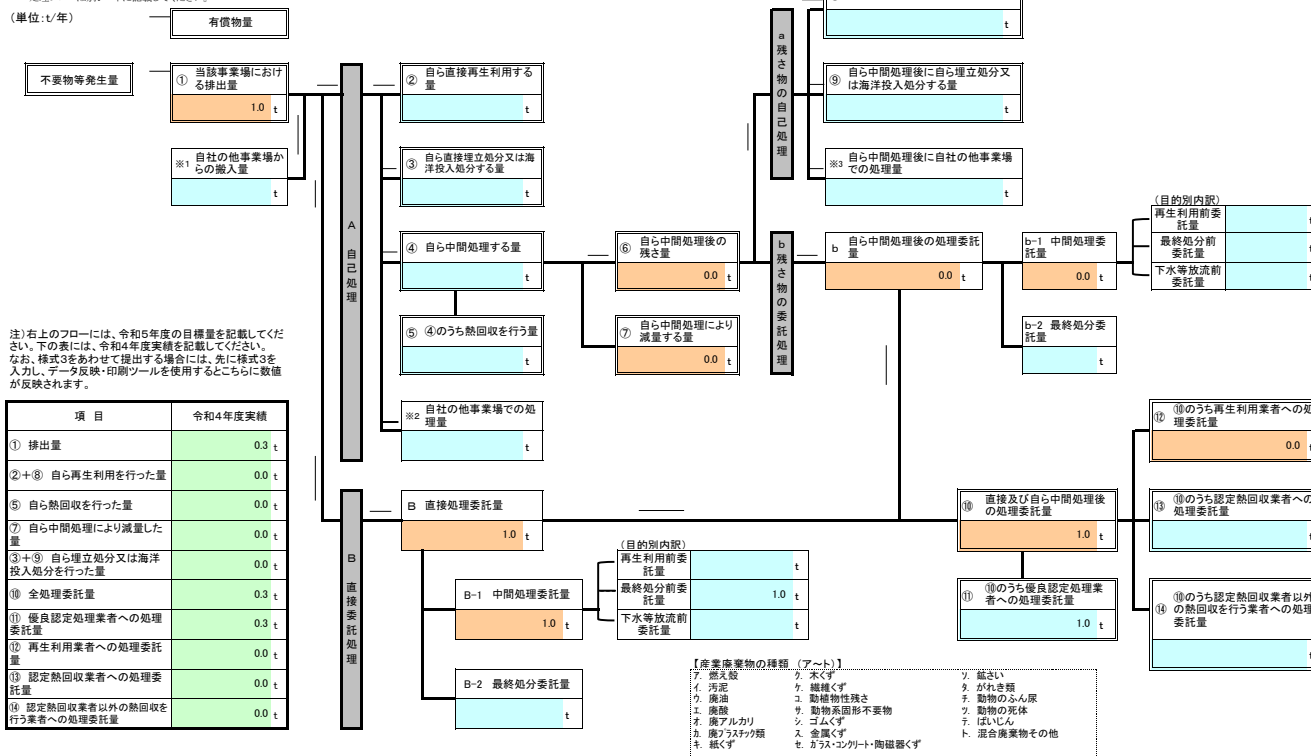 (単位:t/年)
有償物量
t
不要物等発生量
① 当該事業場におけ
る排出量
1.0 t
※1 自社の他事業場か
らの搬入量
t
A 自己処理
② 自ら直接再生利用する
量
t
③ 自ら直接埋立処分又は海
洋投入処分する量
t
④ 自ら中間処理する量
t
⑤ ④のうち熱回収を行う量
t
※2 自社の他事業場での処
理量
t
⑥ 自ら中間処理後の
残さ量
0.0 t
⑦ 自ら中間処理により
減量する量
0.0 t
a 残さ物の自己処理
⑨ 自ら中間処理後に自ら埋立処分又
は海洋投入処分する量
t
※3 自ら中間処理後に自社の他事業場
での処理量
t
b 残さ物の委託処理
b 自ら中間処理後の処理委託
量
0.0 t
b-1 中間処理委
託量
0.0 t
b-2 最終処分委
託量
t
(目的別内訳)
再生利用前委
託量
t
最終処分前
委託量
t
下水等放流前
委託量
t
注)右上のフローには、令和5年度の目標量を記載してくだ
さい。下の表には、令和4年度実績を記載してください。
なお、様式3をあわせて提出する場合には、先に様式3を
入力し、データ反映・印刷ツールを使用するとこちらに数値
が反映されます。
項 目 令和4年度実績
① 排出量 0.3 t
②+⑧ 自ら再生利用を行った量 0.0 t
⑤ 自ら熱回収を行った量 0.0 t
⑦ 自ら中間処理により減量した
量 0.0 t
③+⑨ 自ら埋立処分又は海洋
投入処分を行った量 0.0 t
⑩ 全処理委託量 0.3 t
⑪ 優良認定処理業者への処理
委託量 0.3 t
⑫ 再生利用業者への処理委託
量 0.0 t
⑬ 認定熱回収業者への処理委
託量 0.0 t
⑭ 認定熱回収業者以外の熱回収を
行う業者への処理委託量 0.0 t
B 直接委託処理
B 直接処理委託量
1.0 t
B-1 中間処理委託量
1.0 t
B-2 最終処分委託量
t
(目的別内訳)
再生利用前委
託量
t
最終処分前委
託量
1.0 t
下水等放流前
委託量
t
⑩ 直接及び自ら中間処理後
の処理委託量
1.0 t
⑪ ⑩のうち優良認定処理業
者への処理委託量
1.0 t
⑫ ⑩のうち再生利用業者への処
理委託量
0.0 t
⑬ ⑩のうち認定熱回収業者への
処理委託量
⑭ ⑩のうち認定熱回収業者以外
の熱回収を行う業者への処理
委託量
【産業廃棄物の種類 (ア~ト)】
ア. 燃え殻 ク. 木くず ソ. 鉱さい
イ. 汚泥 ケ. 繊維くず タ. がれき類
ウ. 廃油 コ. 動植物性残さ チ. 動物のふん尿
エ. 廃酸 サ. 動物系固形不要物 ツ. 動物の死体
オ. 廃アルカリ シ. ゴムくず テ. ばいじん
カ. 廃プラスチック類 ス. 金属くず ト. 混合廃棄物その他
キ. 紙くず セ. ガラス・コンクリート・陶磁器くず